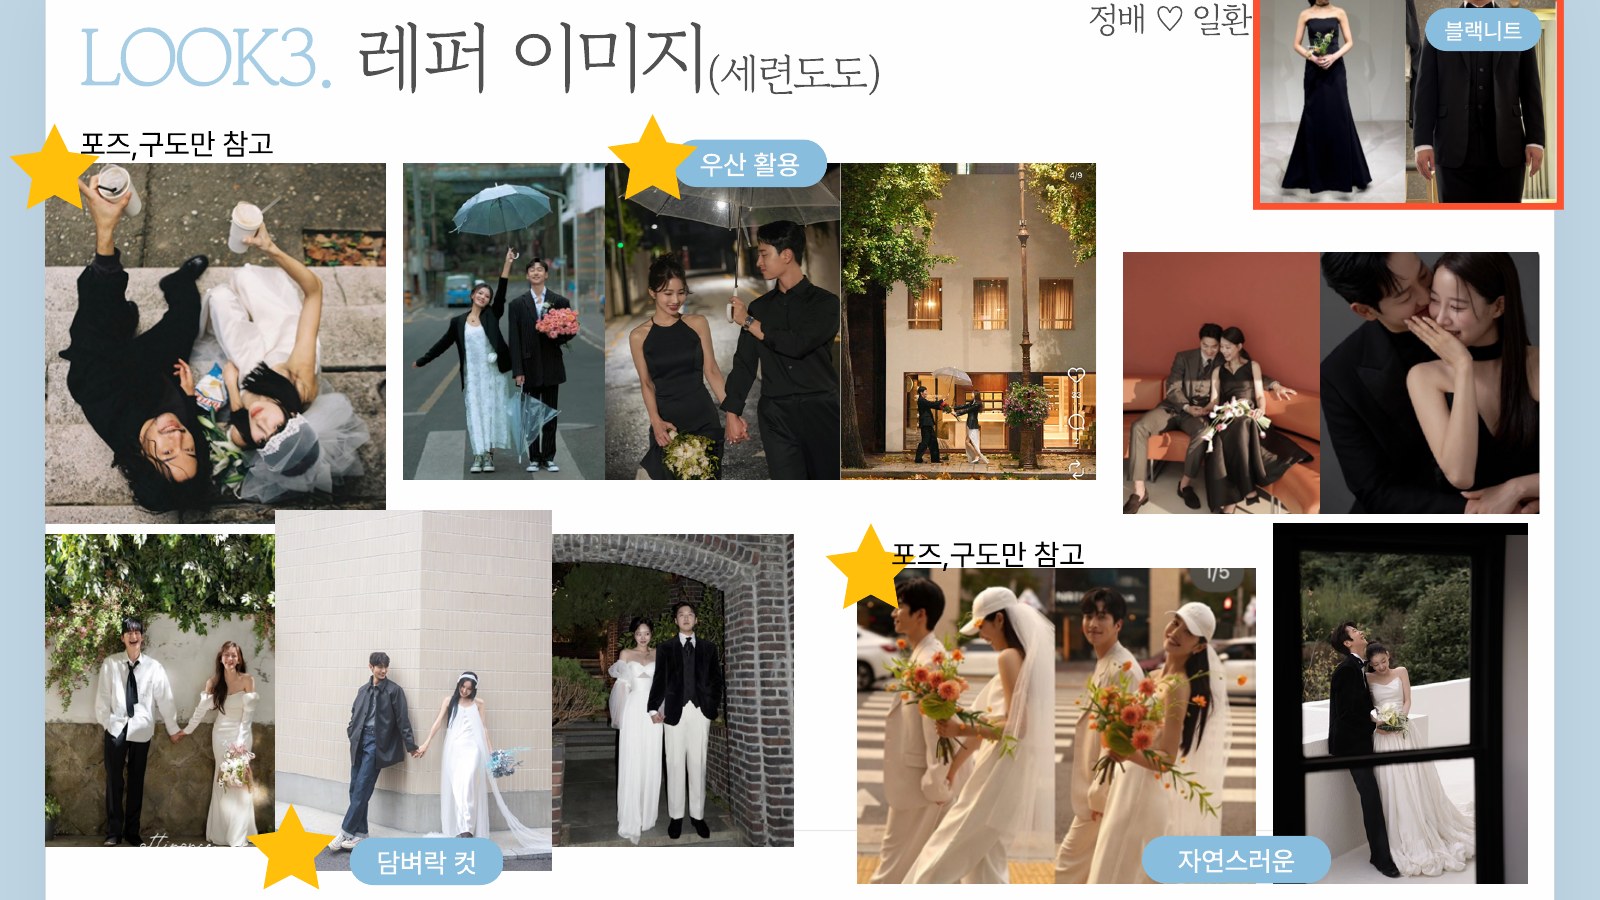 LOOK3. 레퍼 이미지(세련도도)
정배 ♡ 일환
블랙니트
포즈,구도만 참고
우산 활용
4/9
포즈,구도만 참고
1/5
담벼락 컷
자연스러운